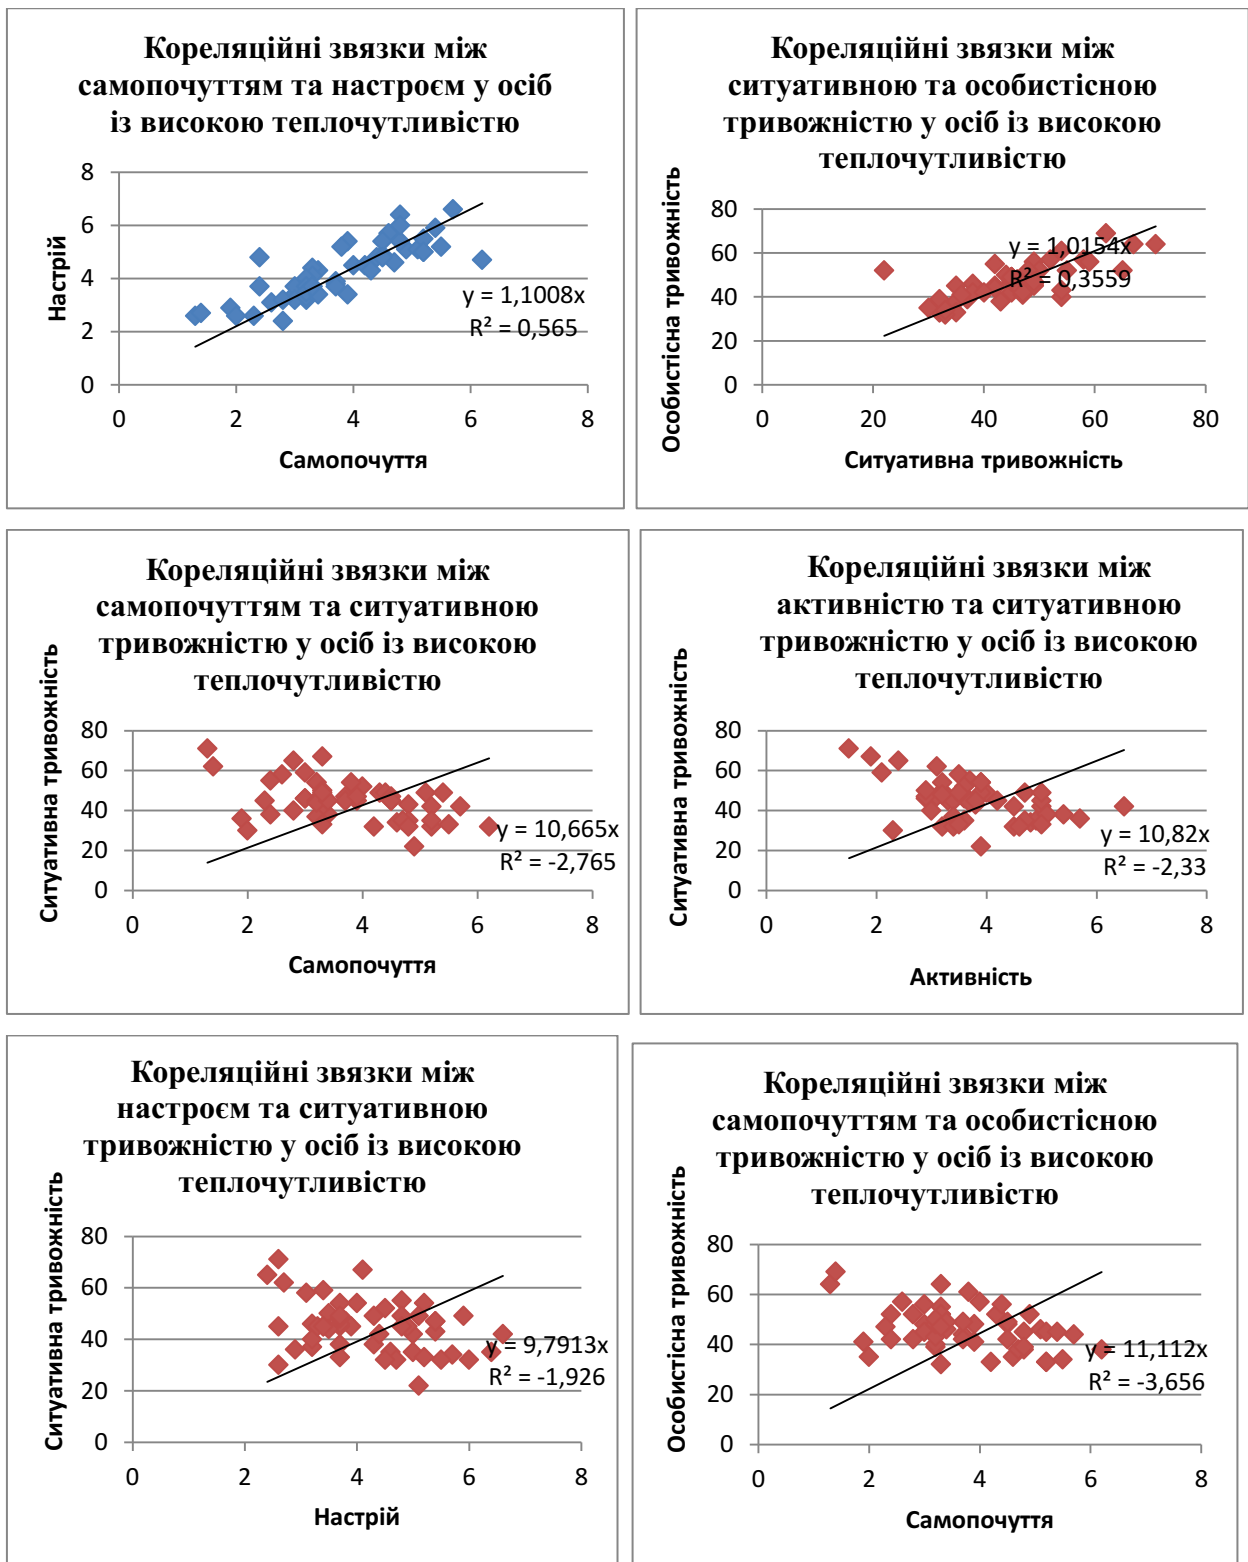 Кореляційні звязки між
самопочуттям та настроєм у осіб
із високою теплочутливістю
Настрій
8
6
4
2
0
y = 1,1008x
R² = 0,565
0 2 4 6 8
Самопочуття
Кореляційні звязки між
ситуативною та особистісною
тривожністю у осіб із високою
теплочутливістю
Особистісна тривожність
80
60
40
20
0
y = 1,0154x
R² = 0,3559
0 20 40 60 80
Ситуативна тривожність
Кореляційні звязки між
самопочуттям та ситуативною
тривожністю у осіб із високою
теплочутливістю
Ситуативна тривожність
80
60
40
20
0
y = 10,665x
R² = -2,765
0 2 4 6 8
Самопочуття
Кореляційні звязки між
активністю та ситуативною
тривожністю у осіб із високою
теплочутливістю
Ситуативна тривожність
80
60
40
20
0
y = 10,82x
R² = -2,33
0 2 4 6 8
Активність
Кореляційні звязки між
настроєм та ситуативною
тривожністю у осіб із високою
теплочутливістю
Ситуативна тривожність
80
60
40
20
0
y = 9,7913x
R² = -1,926
0 2 4 6 8
Настрій
Кореляційні звязки між
самопочуттям та особистісною
тривожністю у осіб із високою
теплочутливістю
Особистісна тривожність
80
60
40
20
0
y = 11,112x
R² = -3,656
0 2 4 6 8
Самопочуття